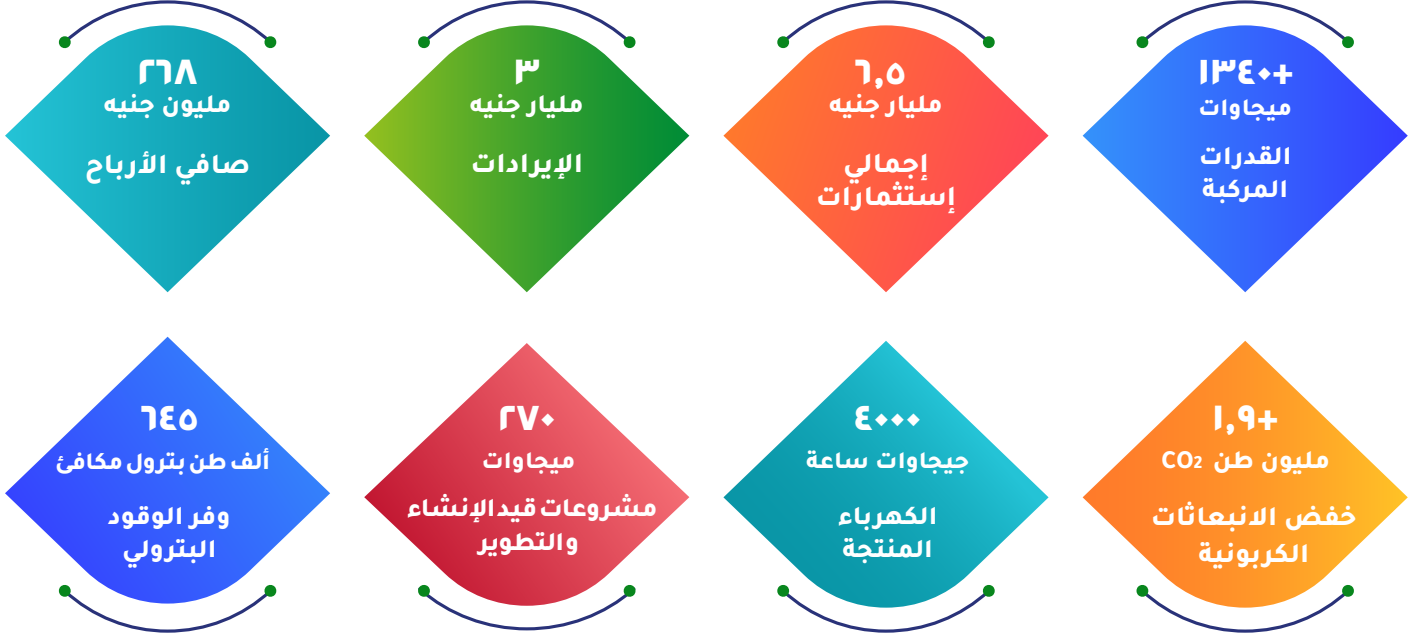 +١٣٤٠
ميجاوات
القدرات
المركبة
٦,٥
مليار جنيه
إجمالي
إستثمارات
٣
مليار جنيه
الإيرادات
٢٦٨
مليون جنيه
صافي الأرباح
+١,٩
مليون طن CO₂
خفض الانبعاثات
الكربونية
٤٠٠٠
جيجاوات ساعة
الكهرباء
المنتجة
٢٧٠
ميجاوات
مشروعات قيد الإنشاء
والتطوير
٦٤٥
ألف طن بترول مكافئ
وفر الوقود
البترولي